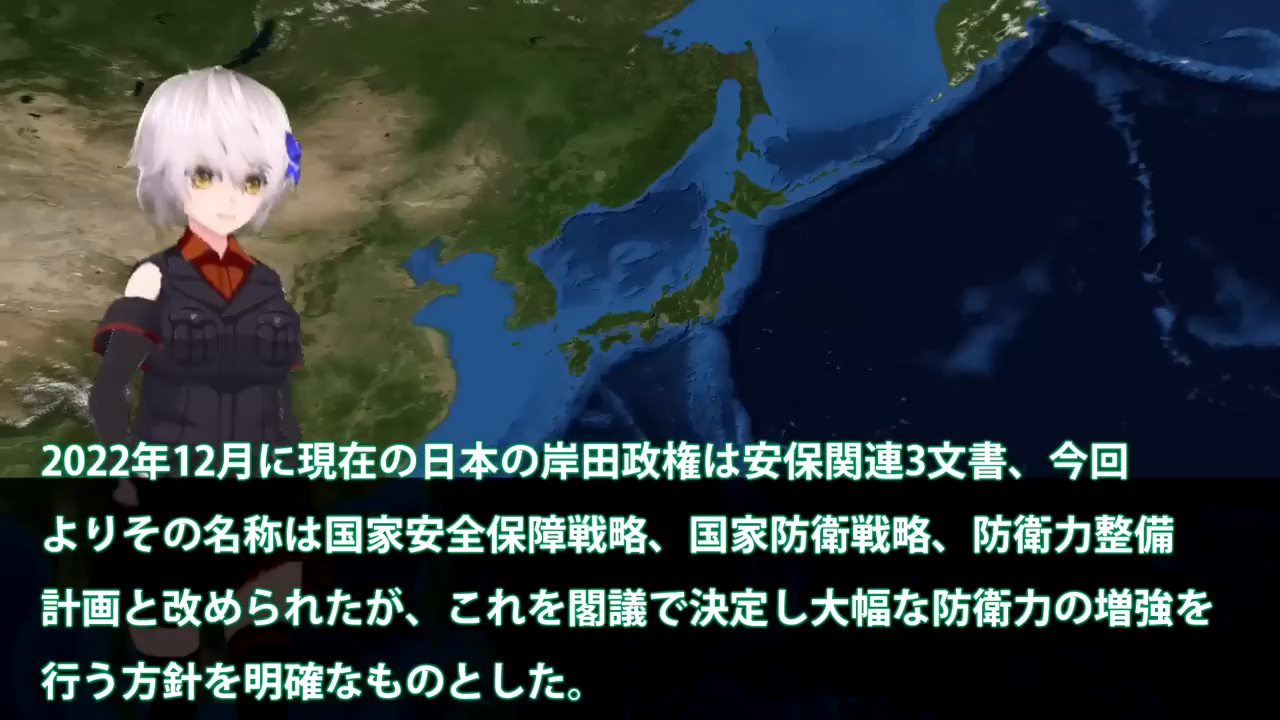 2022年12月に現在の日本の岸田政権は安保関連3文書、今回
よりその名称は国家安全保障戦略、国家防衛戦略、防衛力整備
計画と改められたが、これを閣議で決定し大幅な防衛力の増強を
行う方針を明確なものとした。